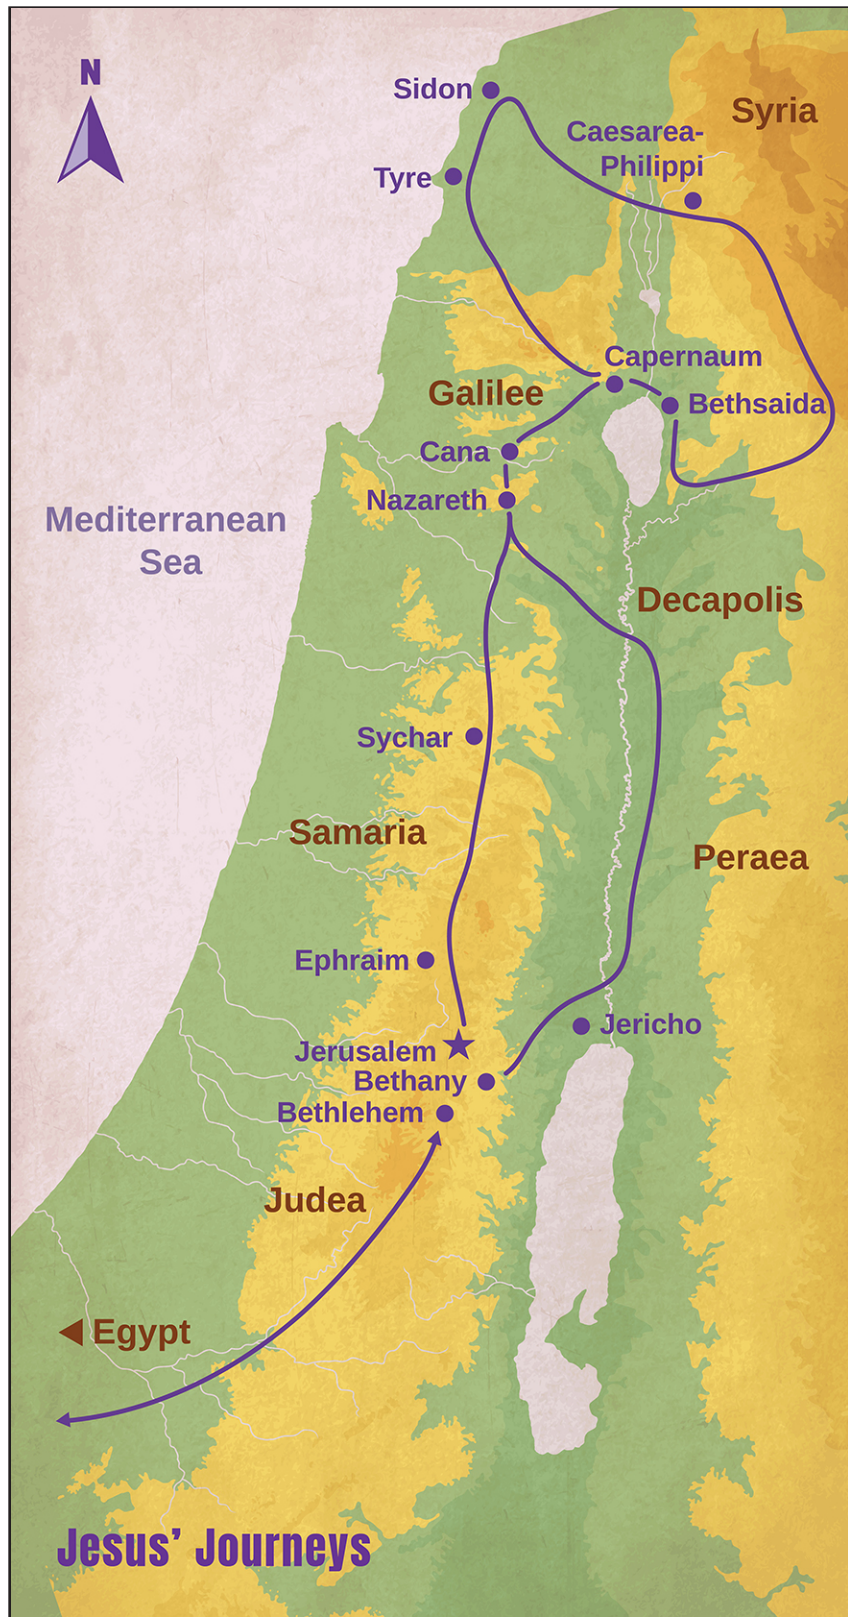 N
Sidon
Syria
Caesarea-
Philippi
Tyre
Capernaum
Galilee
Bethsaida
Cana
Nazareth
Mediterranean
Sea
Decapolis
Sychar
Samaria
Peraea
Ephraim
Jericho
Jerusalem
Bethany
Bethlehem
Judea
Egypt
Jesus’ Journeys